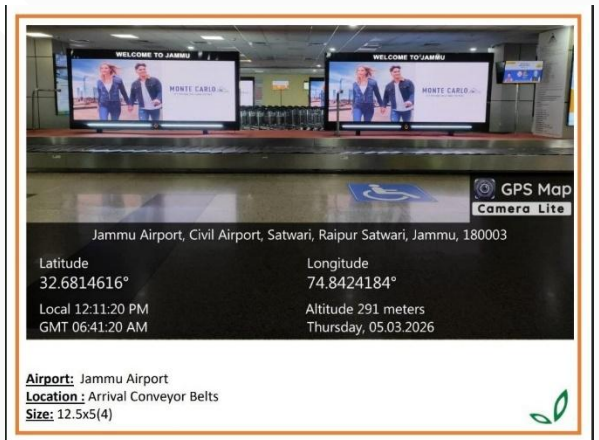 WELCOME TO JAMMU
WELCOME TO JAMMU
MONTE CARLO
MONTE CARLO
GPS Map
Camera Lite
Jammu Airport, Civil Airport, Satwari, Raipur Satwari, Jammu, 180003
Latitude
32.6814616°
Longitude
74.8424184°
Local 12:11:20 PM
GMT 06:41:20 AM
Altitude 291 meters
Thursday, 05.03.2026
Airport: Jammu Airport
Location : Arrival Conveyor Belts
Size: 12.5x5(4)